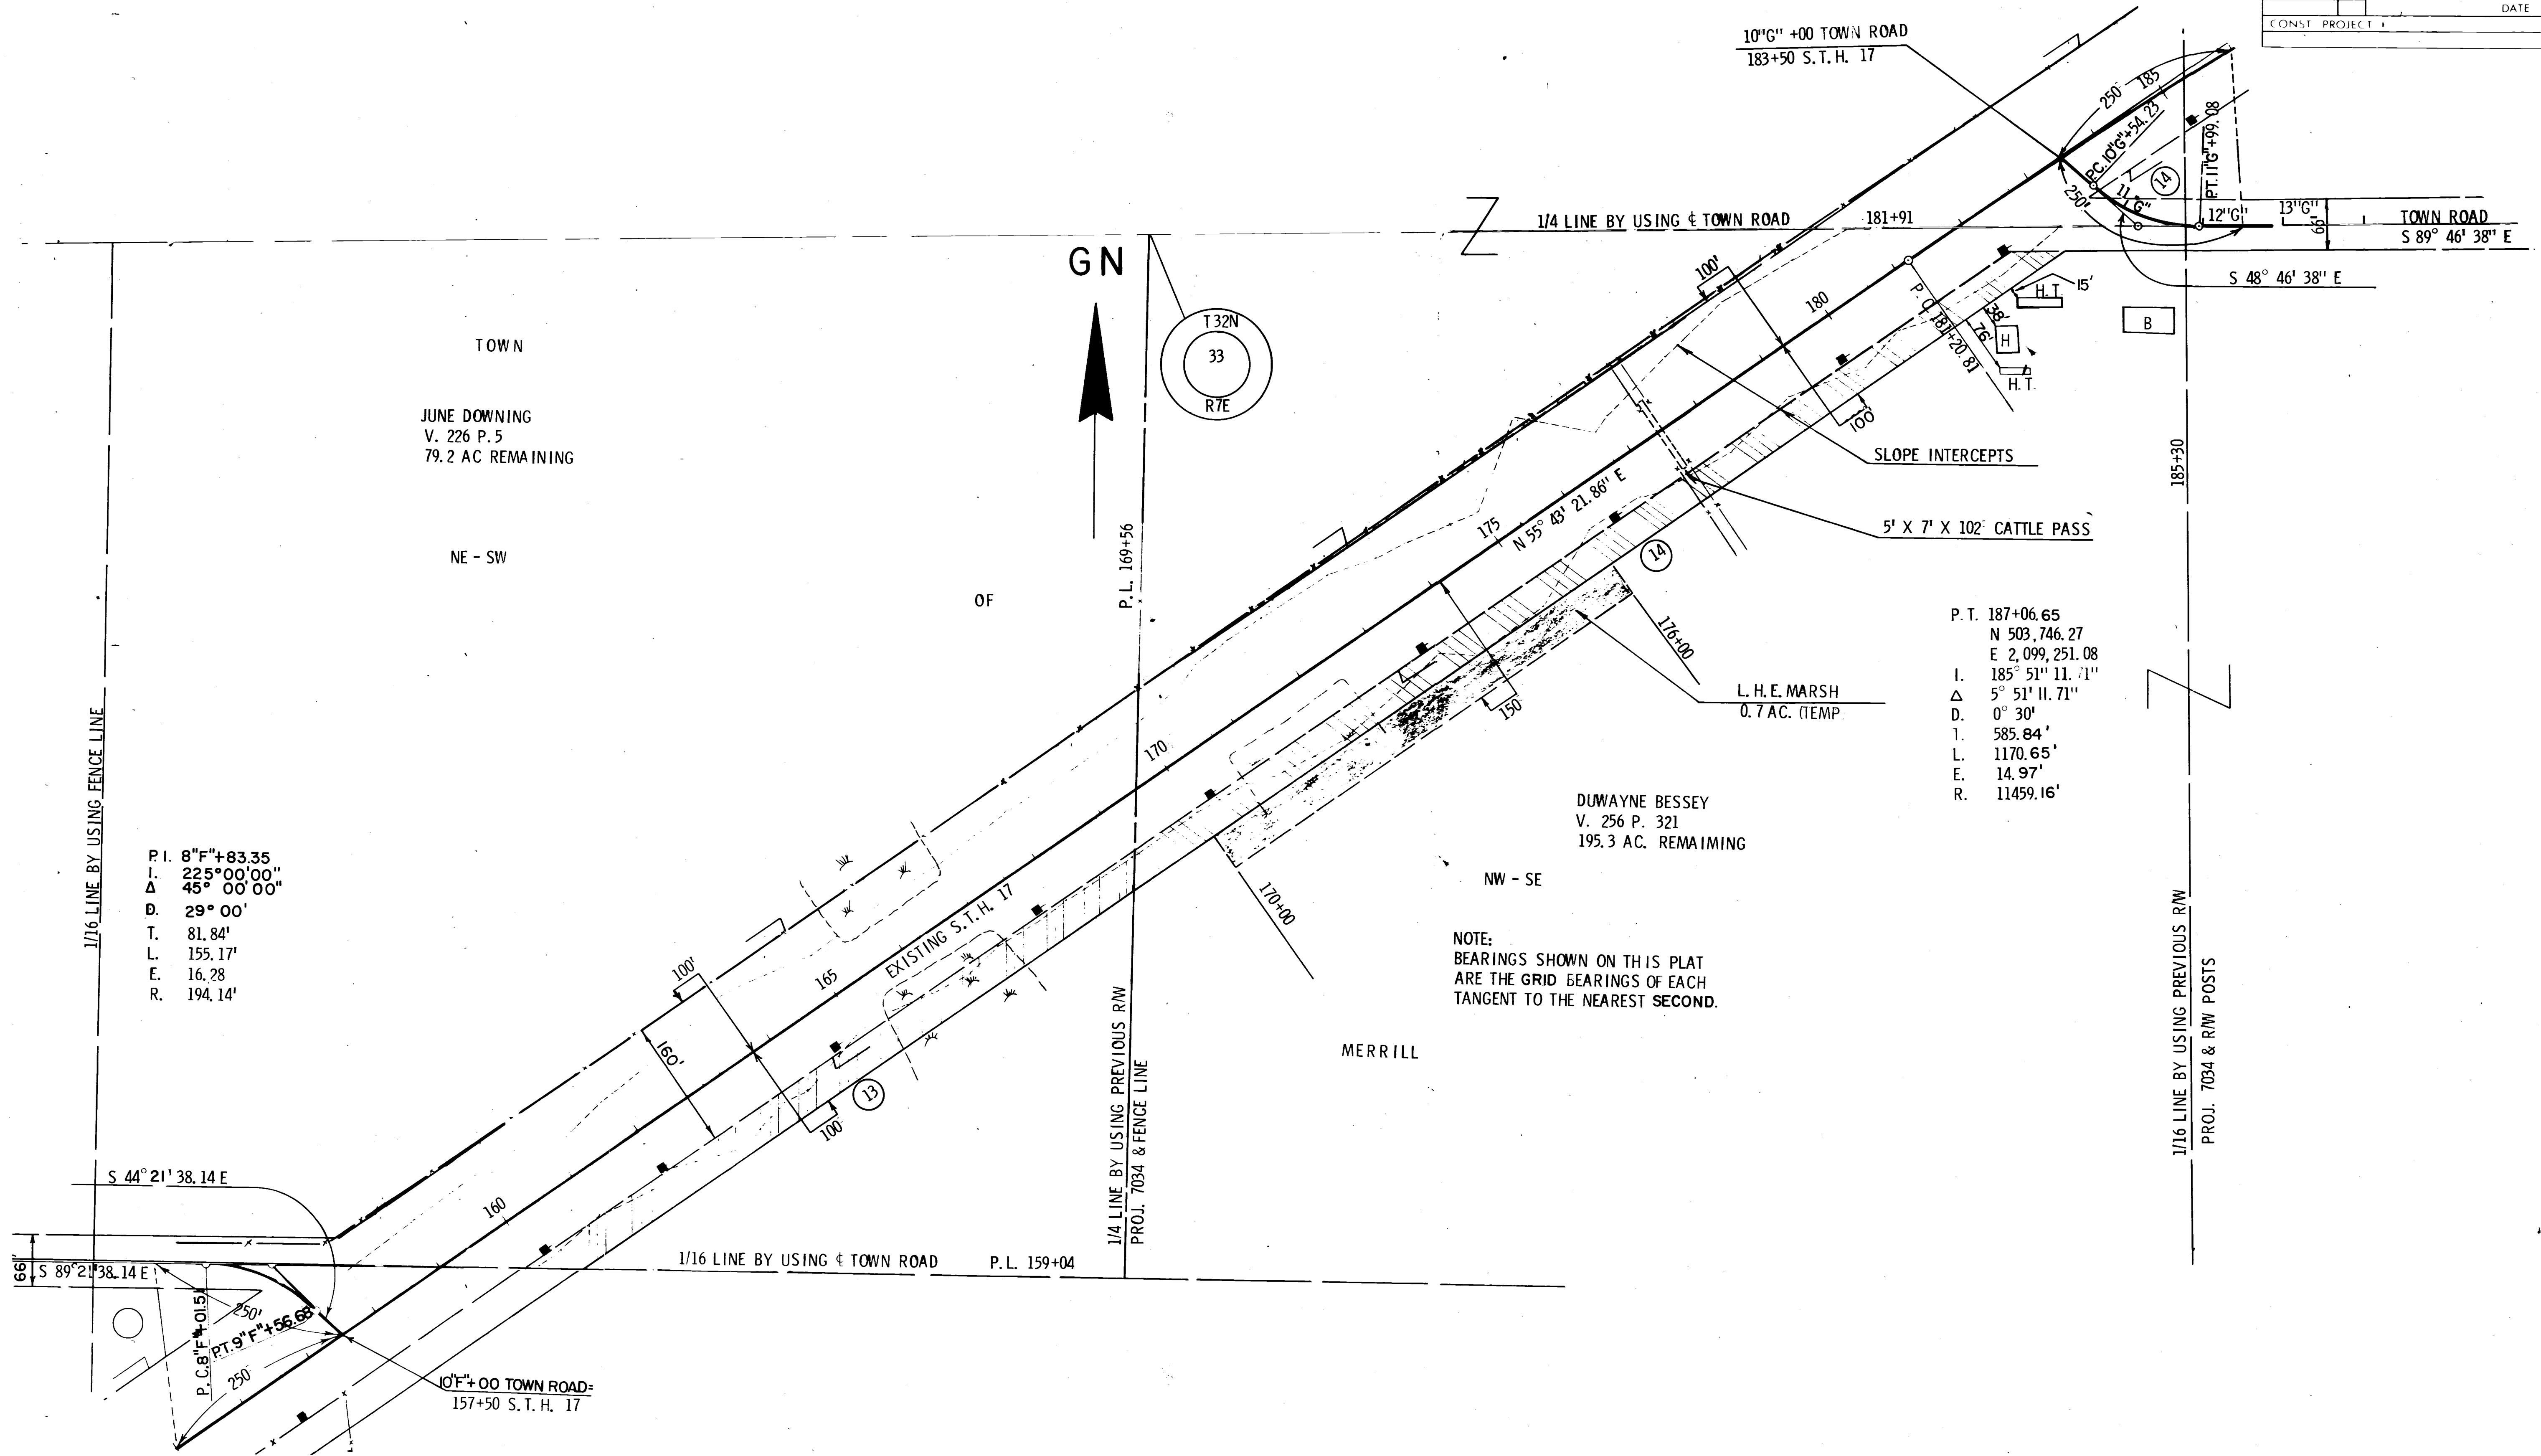 DATE
CONST PROJECT
10"G" +00 TOWN ROAD
183+50 S.T.H. 17
250
185
P.C. 10"G"+54.23
P.T. 11"G"+99.08
14
11"G"
250'
12"G"
13"G"
66'
TOWN ROAD
S 89° 46' 38" E
S 48° 46' 38" E
1/4 LINE BY USING ℄ TOWN ROAD
181+91
GN
T32N
33
R7E
TOWN
JUNE DOWNING
V. 226 P. 5
79.2 AC REMAINING
NE - SW
OF
P.L. 169+56
100'
180
P.C. 181+20.81
38'
76'
H.T.
15'
H
H.T.
B
100'
SLOPE INTERCEPTS
185+30
5' X 7' X 102' CATTLE PASS
175
N 55° 43' 21.86" E
14
176+00
150
L.H.E. MARSH
0.7 AC. (TEMP
P.T. 187+06.65
N 503,746.27
E 2,099,251.08
I. 185° 51" 11.71"
Δ 5° 51' 11.71"
D. 0° 30'
T. 585.84'
L. 1170.65'
E. 14.97'
R. 11459.16'
170
DUWAYNE BESSEY
V. 256 P. 321
195.3 AC. REMAIMING
NW - SE
170+00
NOTE:
BEARINGS SHOWN ON THIS PLAT
ARE THE GRID BEARINGS OF EACH
TANGENT TO THE NEAREST SECOND.
MERRILL
1/16 LINE BY USING FENCE LINE
P.I. 8"F"+83.35
I. 225°00'00"
Δ 45° 00'00"
D. 29° 00'
T. 81.84'
L. 155.17'
E. 16.28
R. 194.14'
EXISTING S.T.H. 17
165
100'
160'
100'
13
160
1/4 LINE BY USING PREVIOUS R/W
PROJ. 7034 & FENCE LINE
1/16 LINE BY USING PREVIOUS R/W
PROJ. 7034 & R/W POSTS
S 44° 21' 38.14 E
66'
S 89° 21' 38.14 E
1/16 LINE BY USING ℄ TOWN ROAD
P.L. 159+04
250'
P.C. 8"F"+01.51
P.T. 9"F"+56.68
250
10"F"+00 TOWN ROAD=
157+50 S.T.H. 17